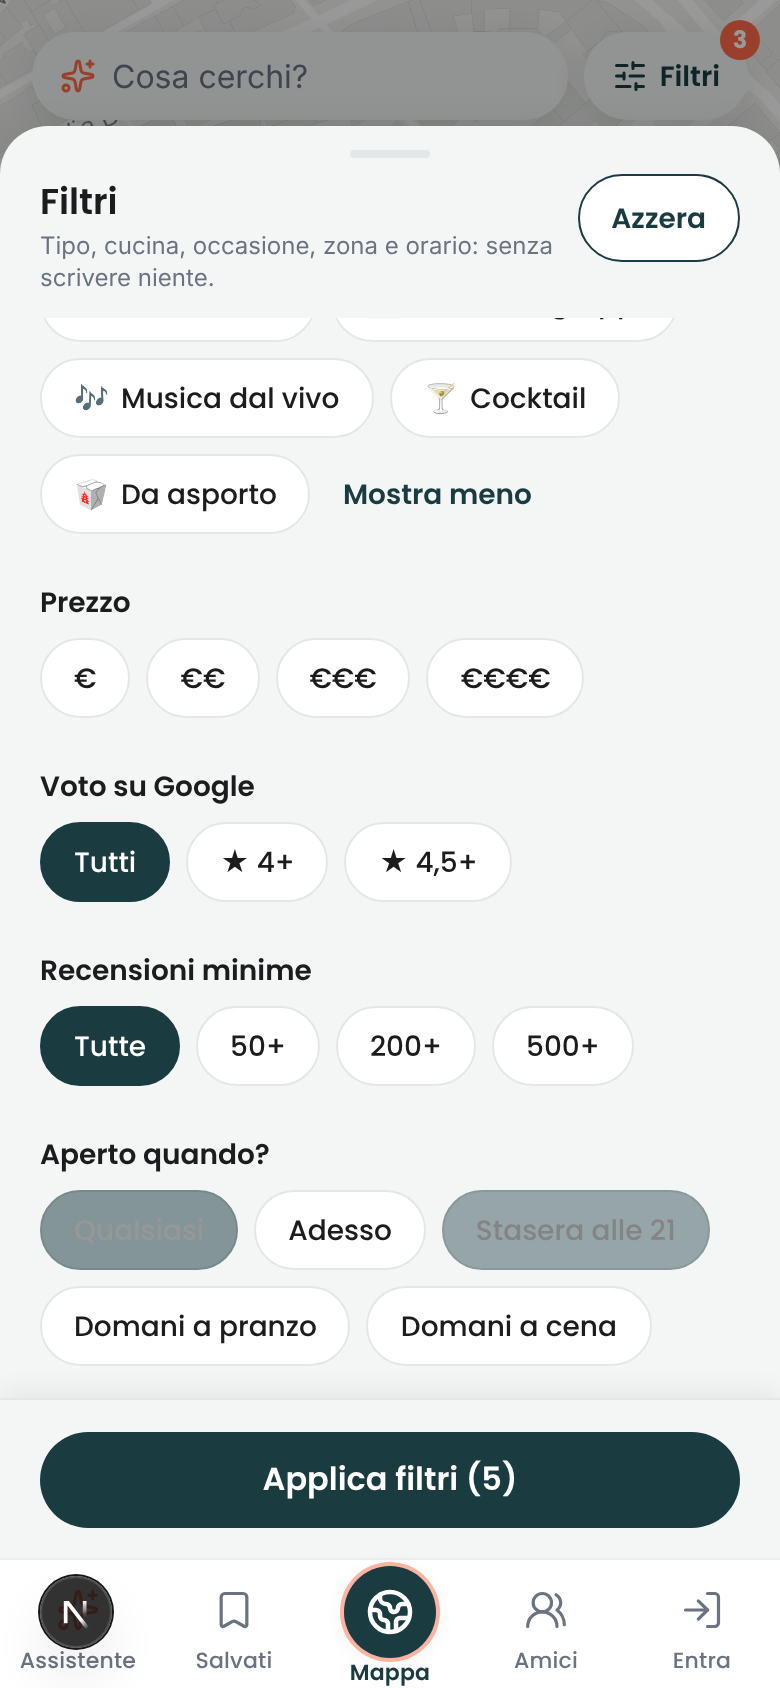 Cosa cerchi?
Filtri
3
Filtri
Azzera
Tipo, cucina, occasione, zona e orario: senza
scrivere niente.
Musica dal vivo
Cocktail
Da asporto
Mostra meno
Prezzo
€
€€
€€€
€€€€
Voto su Google
Tutti
★ 4+
★ 4,5+
Recensioni minime
Tutte
50+
200+
500+
Aperto quando?
Qualsiasi
Adesso
Stasera alle 21
Domani a pranzo
Domani a cena
Applica filtri (5)
N
Assistente
Salvati
Mappa
Amici
Entra